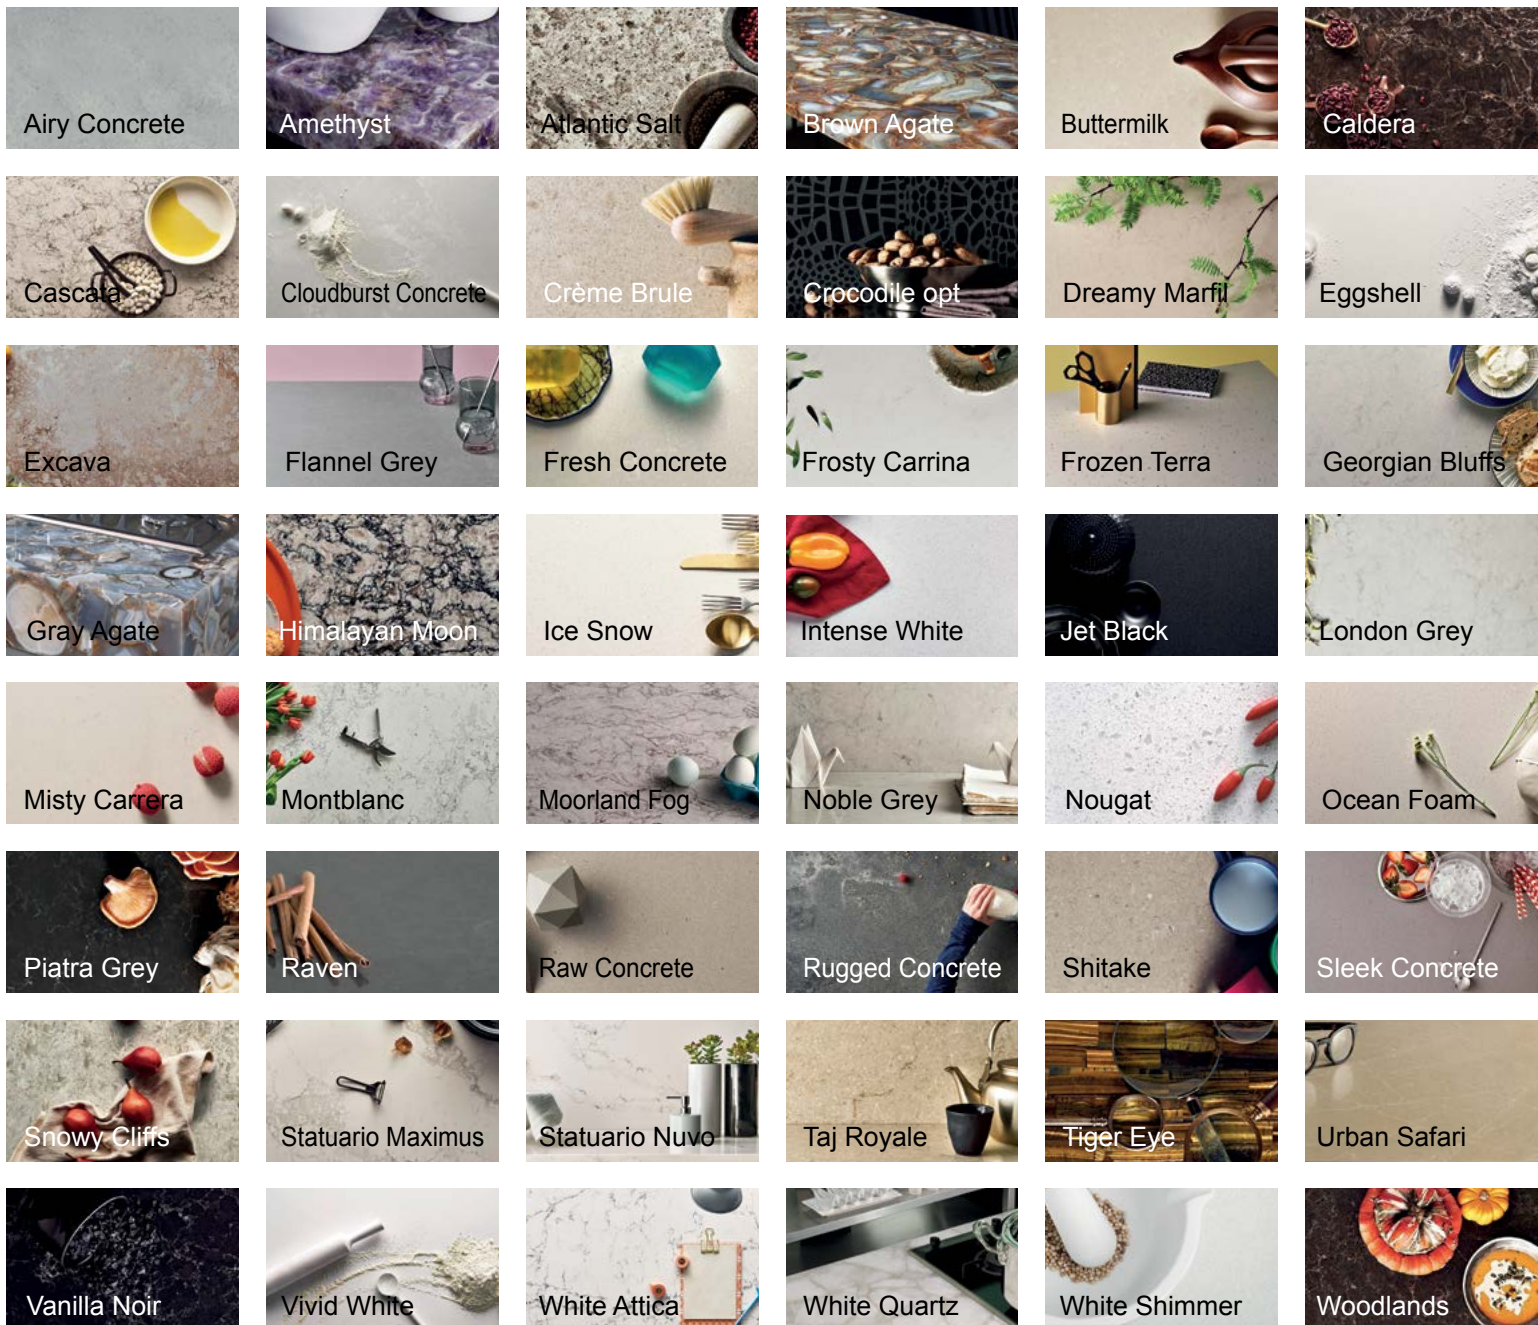 Airy Concrete
Amethyst
Atlantic Salt
Brown Agate
Buttermilk
Caldera
Cascata
Cloudburst Concrete
Crème Brule
Crocodile opt
Dreamy Marfil
Eggshell
Excava
Flannel Grey
Fresh Concrete
Frosty Carrina
Frozen Terra
Georgian Bluffs
Gray Agate
Himalayan Moon
Ice Snow
Intense White
Jet Black
London Grey
Misty Carrera
Montblanc
Moorland Fog
Noble Grey
Nougat
Ocean Foam
Piatra Grey
Raven
Raw Concrete
Rugged Concrete
Shitake
Sleek Concrete
Snowy Cliffs
Statuario Maximus
Statuario Nuvo
Taj Royale
Tiger Eye
Urban Safari
Vanilla Noir
Vivid White
White Attica
White Quartz
White Shimmer
Woodlands